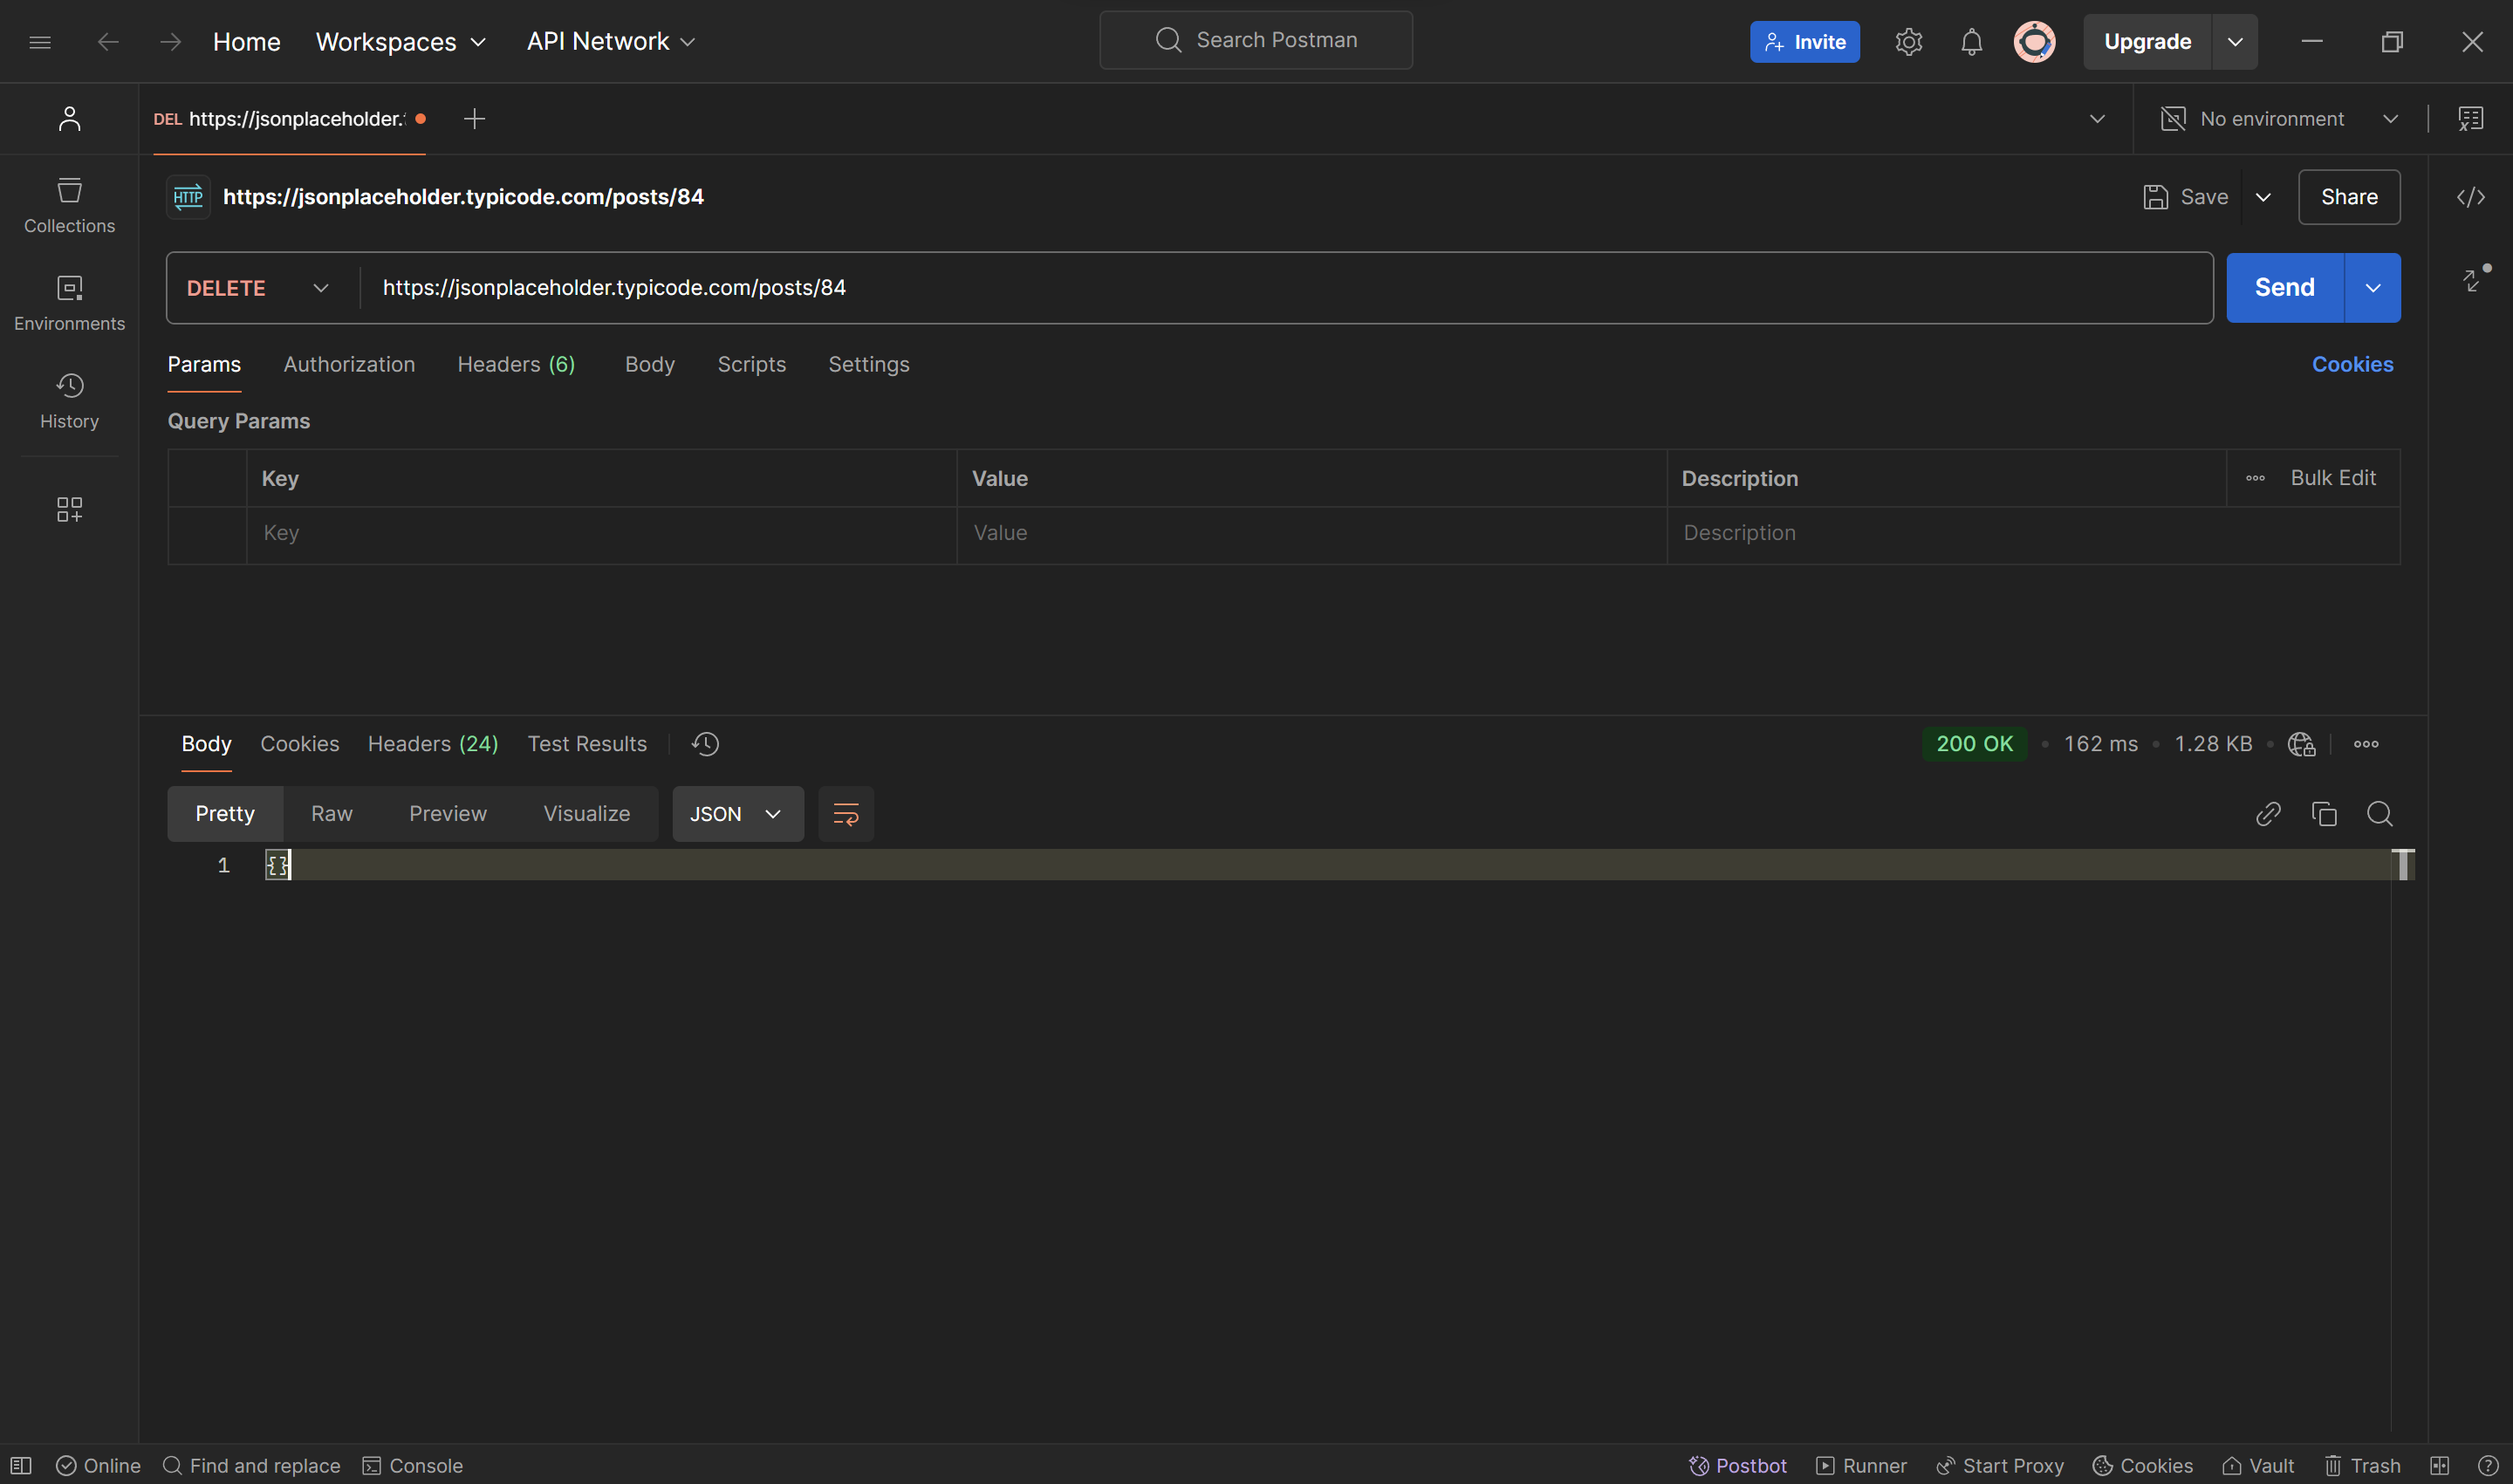 Home Workspaces API Network Search Postman Invite Upgrade
DEL https://jsonplaceholder. No environment
HTTP https://jsonplaceholder.typicode.com/posts/84 Save Share
Collections
DELETE https://jsonplaceholder.typicode.com/posts/84 Send
Environments
Params Authorization Headers (6) Body Scripts Settings Cookies
History
Query Params
Key Value Description Bulk Edit
Key Value Description
Body Cookies Headers (24) Test Results 200 OK • 162 ms • 1.28 KB
Pretty Raw Preview Visualize JSON
1 {}
Online Find and replace Console Postbot Runner Start Proxy Cookies Vault Trash